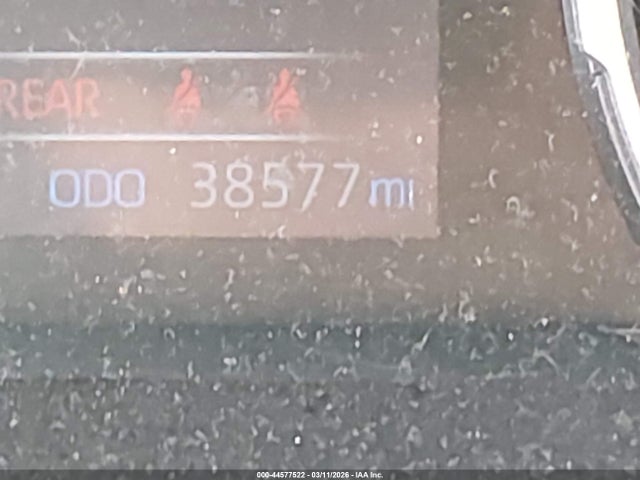 REAR
ODO 38577 mi
000-44577522 - 03/11/2026 - IAA Inc.